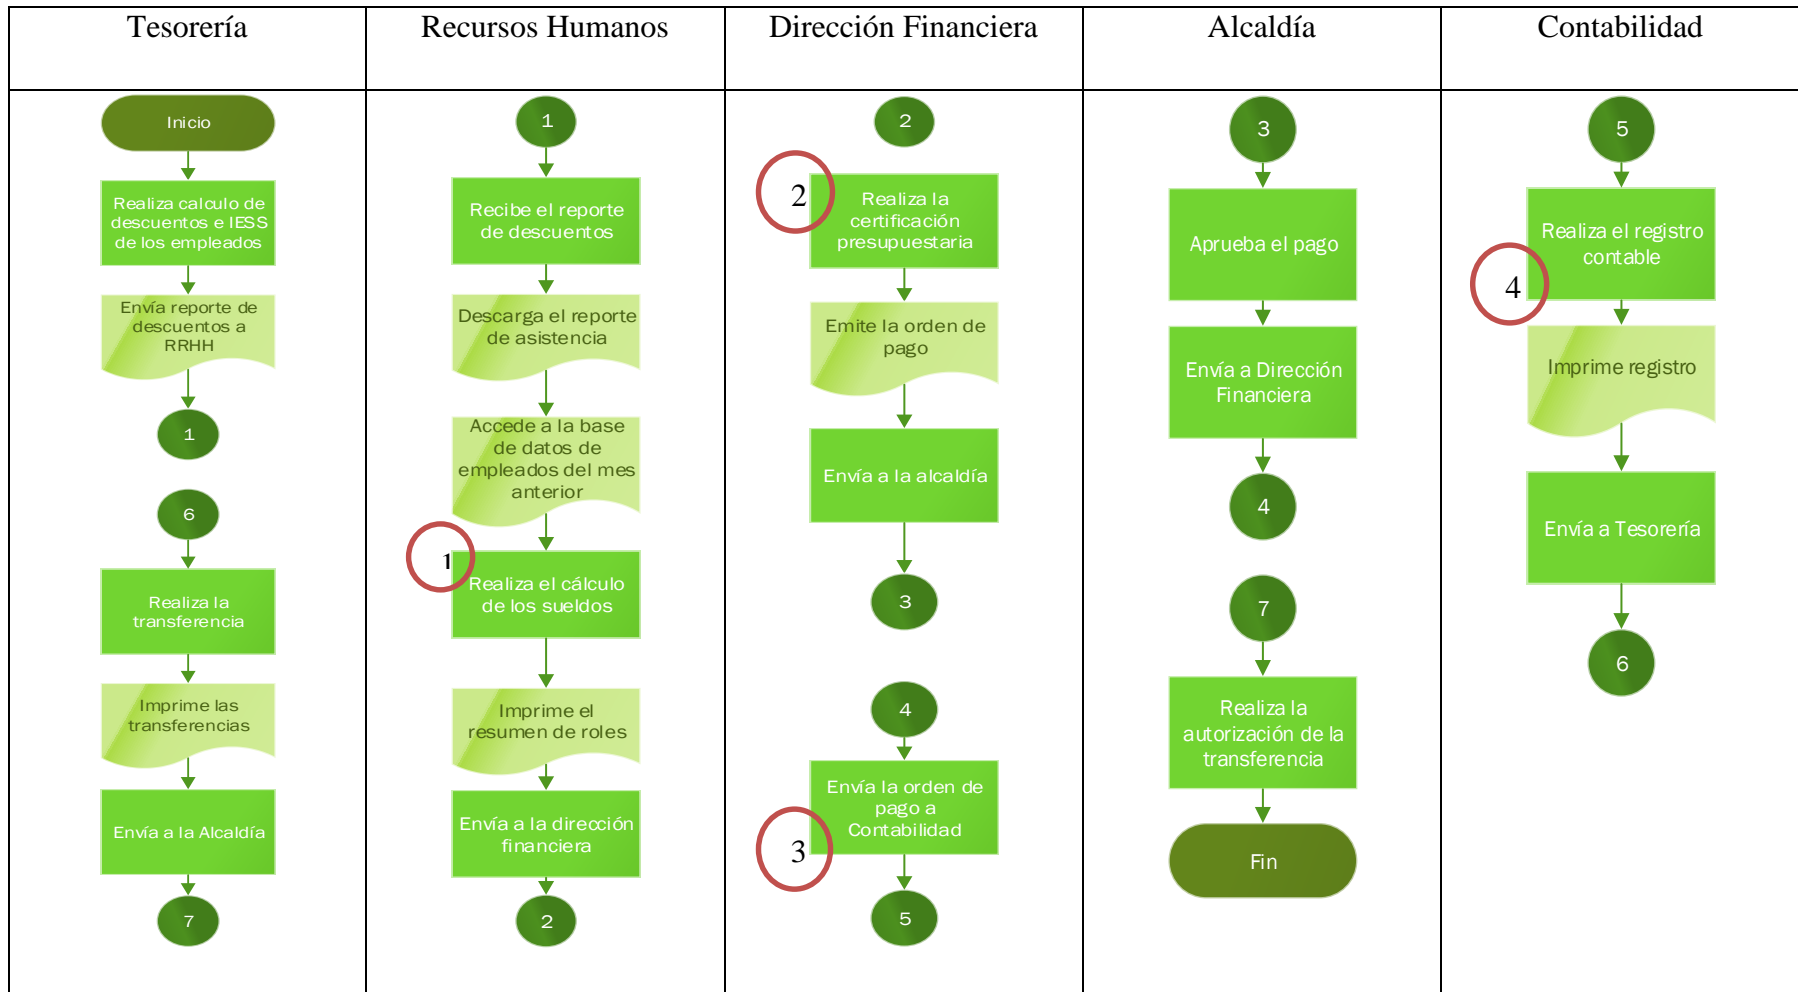 Tesorería
Recursos Humanos
Dirección Financiera
Alcaldía
Contabilidad
Inicio
Realiza calculo de
descuentos e IESS
de los empleados
Envía reporte de
descuentos a
RRHH
1
6
Realiza la
transferencia
Imprime las
transferencias
Envía a la Alcaldía
7
1
Recibe el reporte
de descuentos
Descarga el reporte
de asistencia
Accede a la base
de datos de
empleados del mes
anterior
1
Realiza el cálculo
de los sueldos
Imprime el
resumen de roles
Envía a la dirección
financiera
2
2
2
Realiza la
certificación
presupuestaria
Emite la orden de
pago
Envía a la alcaldía
3
4
Envía la orden de
pago a
Contabilidad
3
5
3
Aprueba el pago
Envía a Dirección
Financiera
4
7
Realiza la
autorización de la
transferencia
Fin
5
Realiza el registro
contable
4
Imprime registro
Envía a Tesorería
6